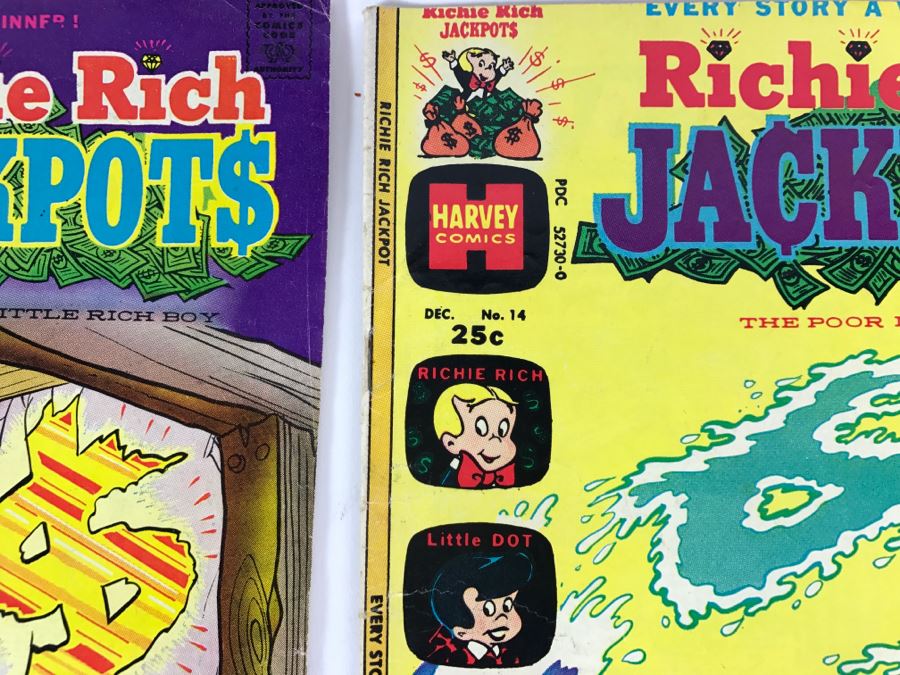 INNER!
APPROVED
BY THE
COMICS
CODE
AUTHORITY
ie Rich
KPOT$
ITTLE RICH BOY
Richie Rich
JACKPOT$
EVERY STORY A
Richie
JA¢K
RICHIE RICH JACKPOT
HARVEY
COMICS
PDC 52730-0
DEC. No. 14
25c
THE POOR
RICHIE RICH
Little DOT
EVERY STO